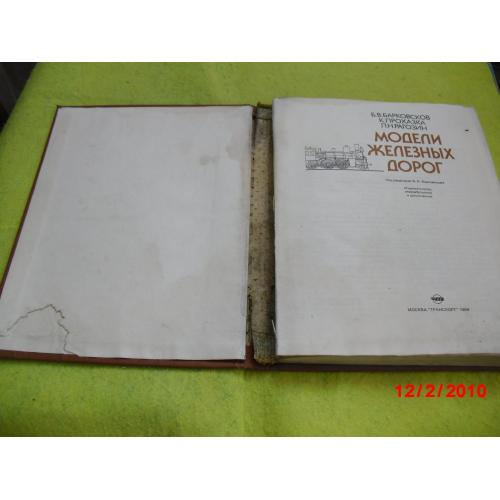 Б.В.БАРКОВСКОВ
К.ПРОХАЗКА
Л.Н.РАГОЗИН
МОДЕЛИ
ЖЕЛЕЗНЫХ
ДОРОГ
МОСКВА "ТРАНСПОРТ"
12/2/2010